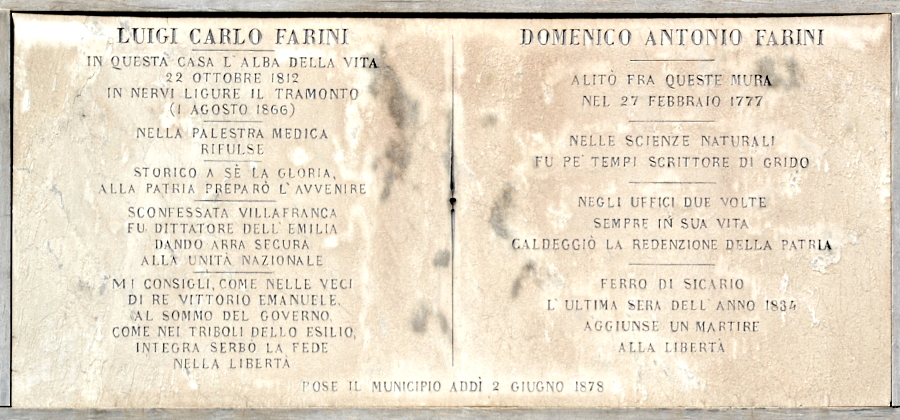 LUIGI CARLO FARINI
IN QUESTA CASA L'ALBA DELLA VITA
22 OTTOBRE 1812
IN NERVI LIGURE IL TRAMONTO
(1 AGOSTO 1866)
NELLA PALESTRA MEDICA
RIFULSE
STORICO A SÈ LA GLORIA,
ALLA PATRIA PREPARÒ L'AVVENIRE
SCONFESSATA VILLAFRANCA
FU DITTATORE DELL'EMILIA
DANDO ARRA SECURA
ALLA UNITÀ NAZIONALE
NEI CONSIGLI, COME NELLE VECI
DI RE VITTORIO EMANUELE,
AL SOMMO DEL GOVERNO,
COME NEI TRIBOLI DELLO ESILIO,
INTEGRA SERBÒ LA FEDE
NELLA LIBERTÀ
DOMENICO ANTONIO FARINI
ALITÒ FRA QUESTE MURA
NEL 27 FEBBRAIO 1777
NELLE SCIENZE NATURALI
FU PE' TEMPI SCRITTORE DI GRIDO
NEGLI UFFICI DUE VOLTE
SEMPRE IN SUA VITA
CALDEGGIÒ LA REDENZIONE DELLA PATRIA
FERRO DI SICARIO
L'ULTIMA SERA DELL'ANNO 1834
AGGIUNSE UN MARTIRE
ALLA LIBERTÀ
POSE IL MUNICIPIO ADDÌ 2 GIUGNO 1878